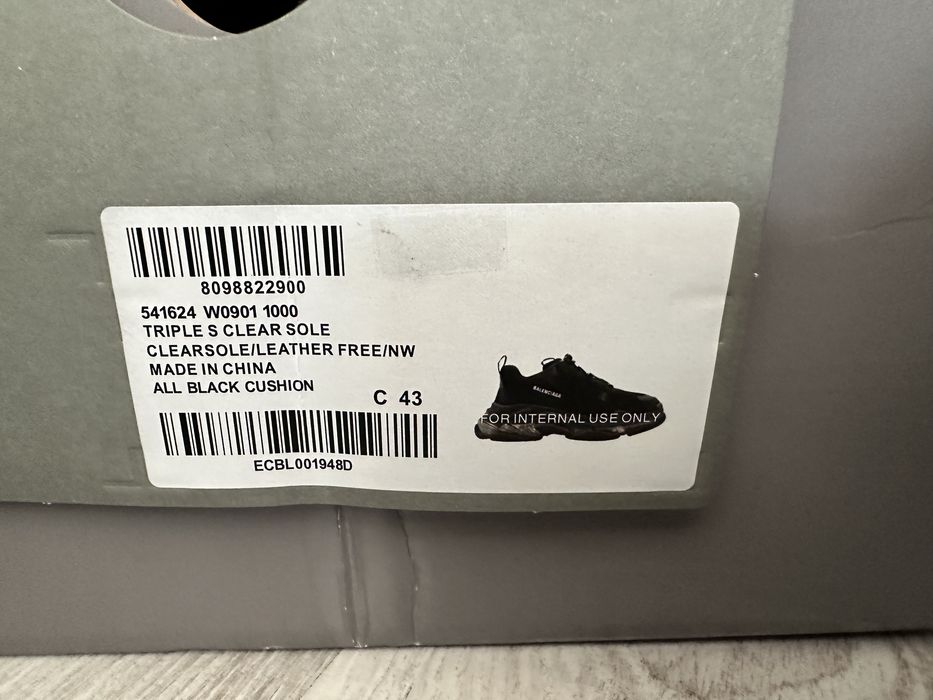 8098822900
541624 W0901 1000
TRIPLE S CLEAR SOLE
CLEARSOLE/LEATHER FREE/NW
MADE IN CHINA
ALL BLACK CUSHION
C 43
ECBL001948D
BALENCIAGA
FOR INTERNAL USE ONLY